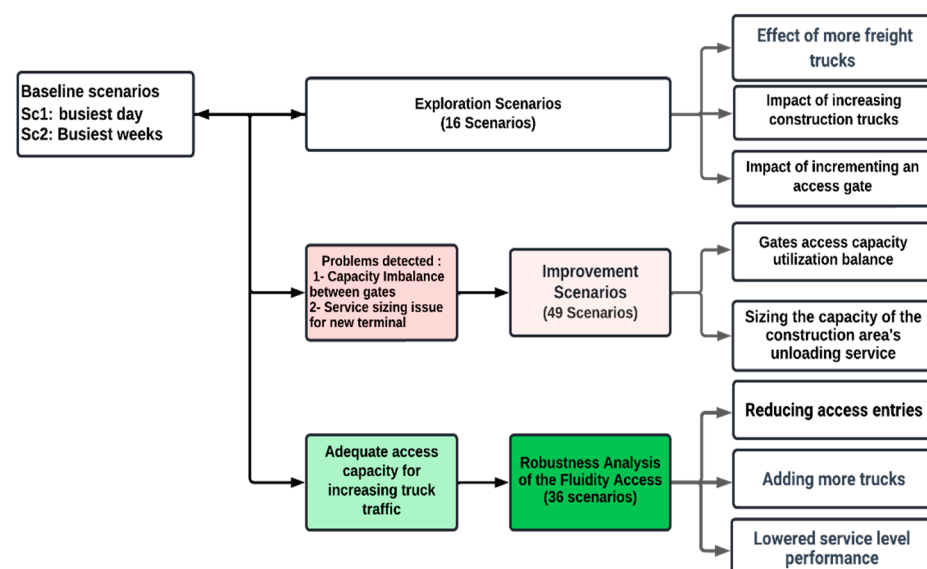 Baseline scenarios
Sc1: busiest day
Sc2: Busiest weeks
Exploration Scenarios
(16 Scenarios)
Effect of more freight
trucks
Impact of increasing
construction trucks
Impact of incrementing an
access gate
Problems detected :
1- Capacity Imbalance
between gates
2- Service sizing issue
for new terminal
Improvement
Scenarios
(49 Scenarios)
Gates access capacity
utilization balance
Sizing the capacity of the
construction area's
unloading service
Adequate access
capacity for
increasing truck
traffic
Robustness Analysis
of the Fluidity Access
(36 scenarios)
Reducing access entries
Adding more trucks
Lowered service level
performance